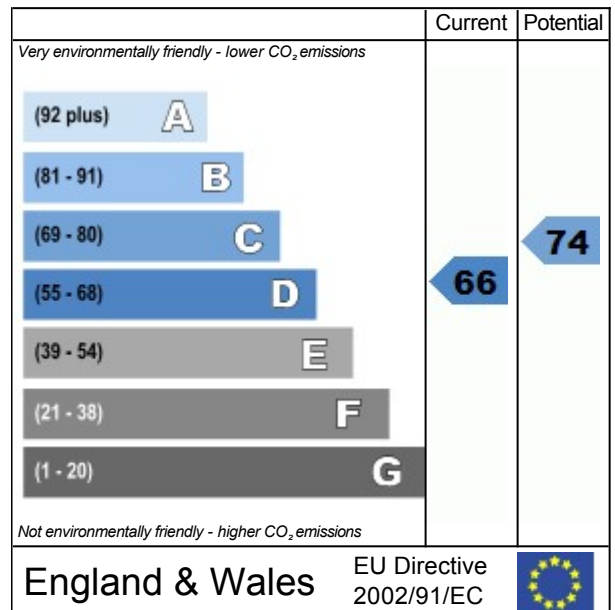 Current Potential
Very environmentally friendly - lower CO₂ emissions
(92 plus) A
(81 - 91) B
(69 - 80) C
74
(55 - 68) D
66
(39 - 54) E
(21 - 38) F
(1 - 20) G
Not environmentally friendly - higher CO₂ emissions
England & Wales
EU Directive
2002/91/EC